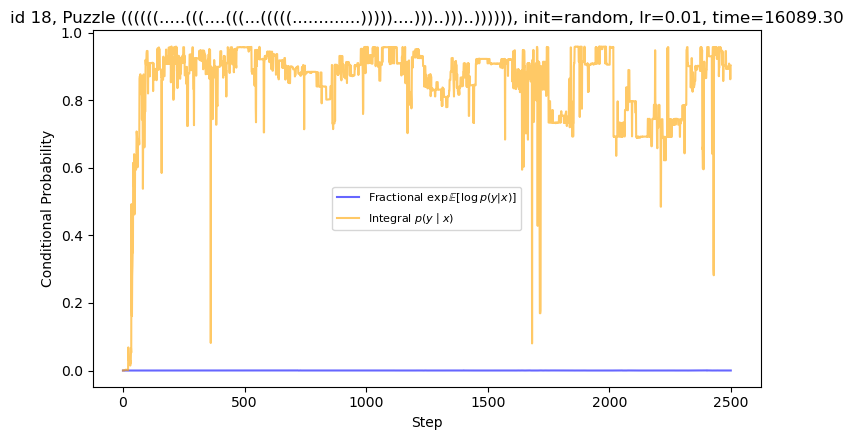 id 18, Puzzle ((((((.....(((....(((...(((((.............)))))....)))..)))..)))))), init=random, lr=0.01, time=16089.30
1.0
0.8
0.6
0.4
0.2
0.0
Conditional Probability
Fractional exp𝔼[log p(y|x)]
Integral p(y | x)
0
500
1000
1500
2000
2500
Step